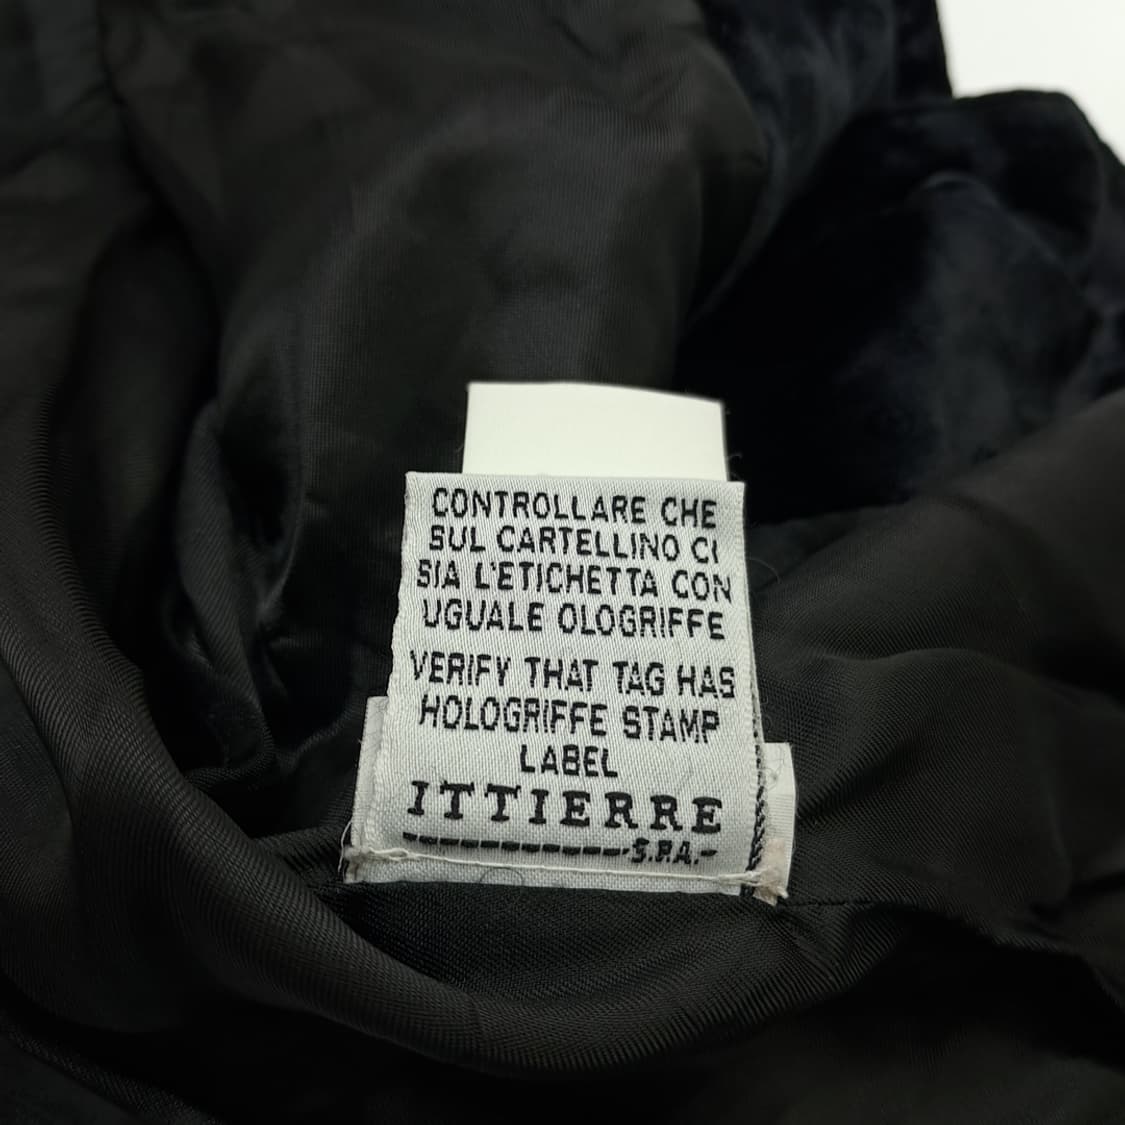 CONTROLLARE CHE
SUL CARTELLINO CI
SIA L'ETICHETTA CON
UGUALE OLOGRIFFE
VERIFY THAT TAG HAS
HOLOGRIFFE STAMP
LABEL
ITTIERRE
S.P.A.